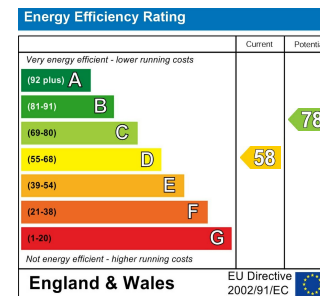 Energy Efficiency Rating
Current
Very energy efficient - lower running costs
(92 plus) A
(81-91) B
(69-80) C
(55-68) D
(39-54) E
(21-38) F
(1-20) G
58
78
Not energy efficient - higher running costs
England & Wales
EU Directive
2002/91/EC